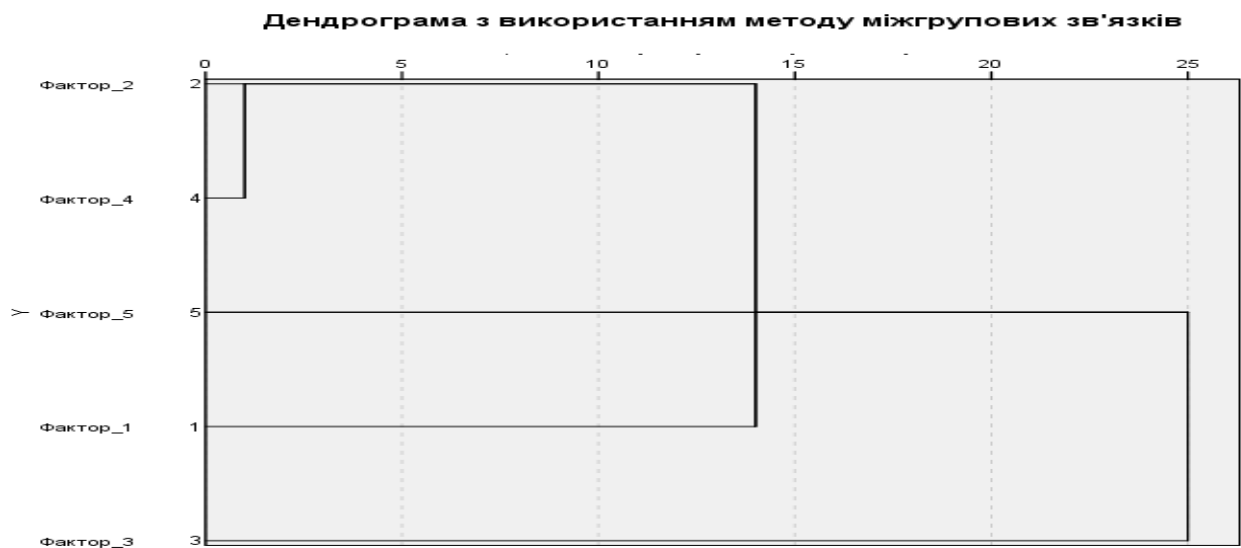 Дендрограма з використанням методу міжгрупових зв'язків
0 5 10 15 20 25
Фактор_2 2
Фактор_4 4
Y Фактор_5 5
Фактор_1 1
Фактор_3 3